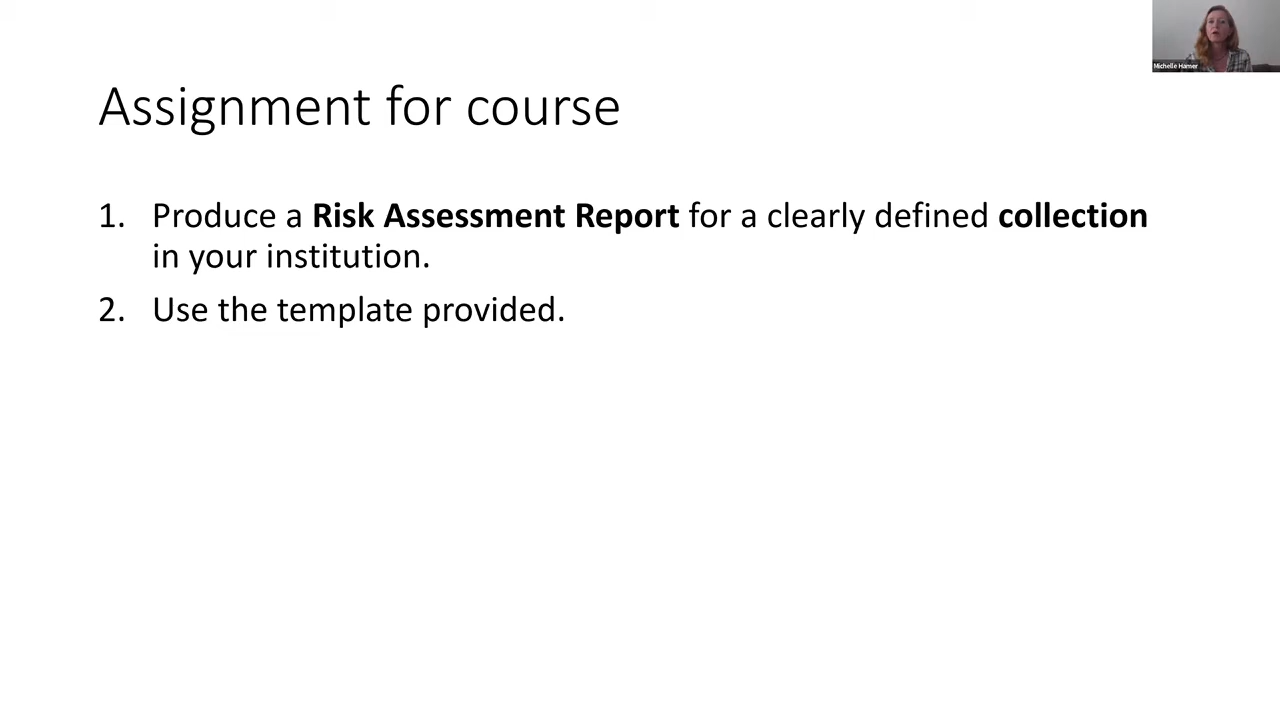 Michelle Hamer
Assignment for course
1. Produce a Risk Assessment Report for a clearly defined collection
in your institution.
2. Use the template provided.